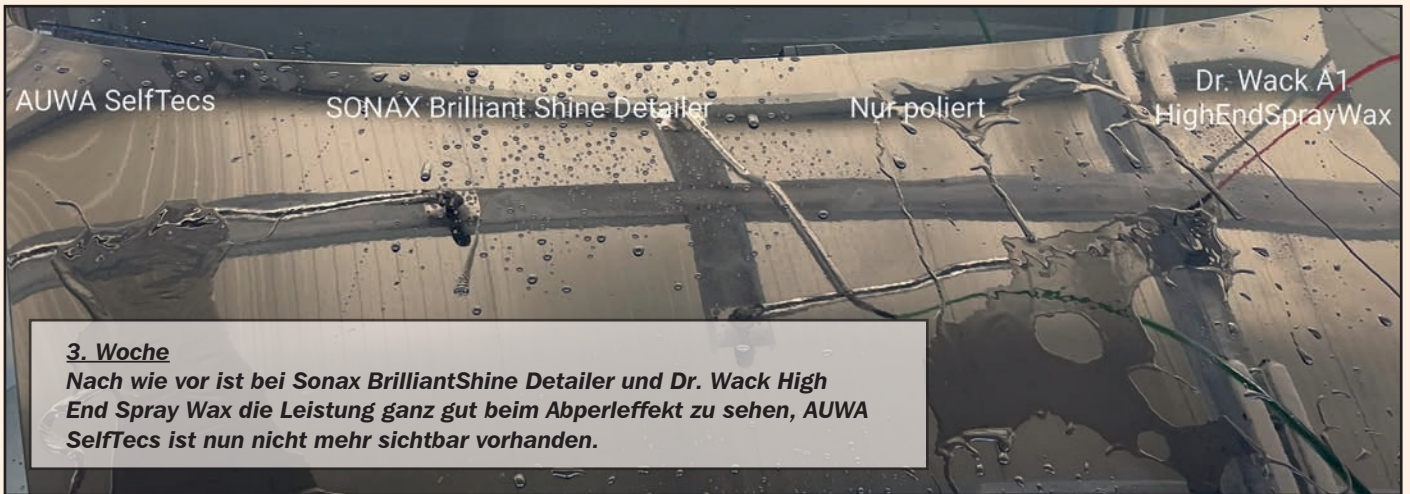 AUWA SelfTecs
SONAX Brilliant Shine Detailer
Nur poliert
Dr. Wack A1
HighEndSprayWax
3. Woche
Nach wie vor ist bei Sonax BrilliantShine Detailer und Dr. Wack High
End Spray Wax die Leistung ganz gut beim Abperleffekt zu sehen, AUWA
SelfTecs ist nun nicht mehr sichtbar vorhanden.